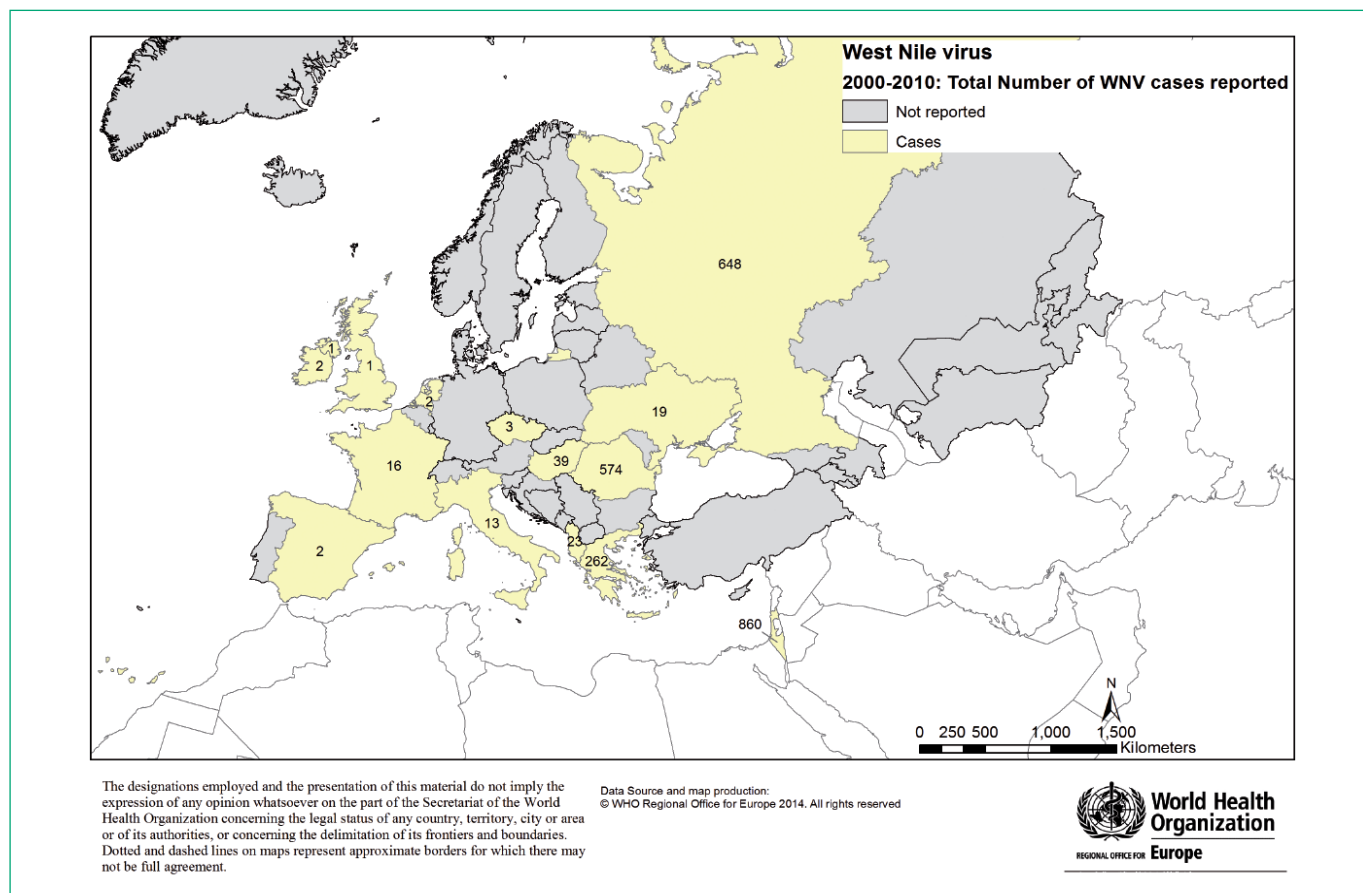 West Nile virus
2000-2010: Total Number of WNV cases reported
Not reported
Cases
648
1
2
1
2
19
3
39
574
16
13
2
23
262
860
N
0 250 500 1,000 1,500
Kilometers
The designations employed and the presentation of this material do not imply the
expression of any opinion whatsoever on the part of the Secretariat of the World
Health Organization concerning the legal status of any country, territory, city or area
or of its authorities, or concerning the delimitation of its frontiers and boundaries.
Dotted and dashed lines on maps represent approximate borders for which there may
not be full agreement.
Data Source and map production:
© WHO Regional Office for Europe 2014. All rights reserved
World Health
Organization
REGIONAL OFFICE FOR Europe